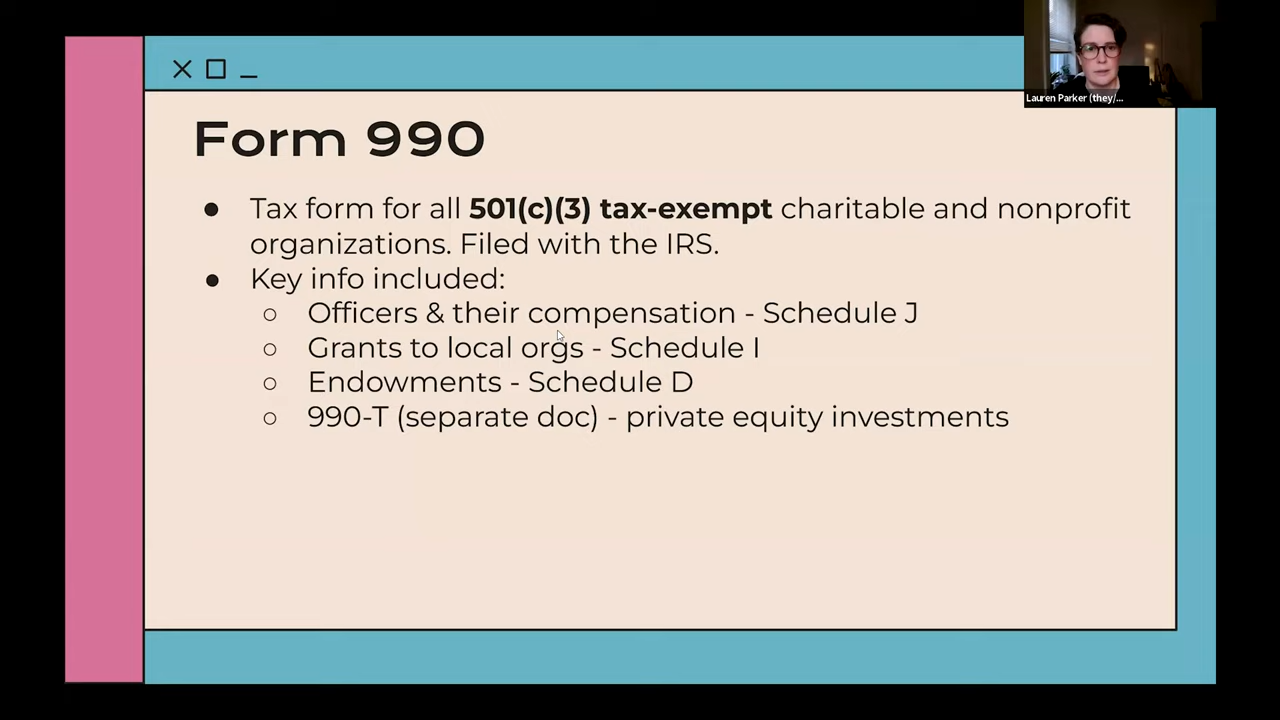 Lauren Parker (they/...
Form 990
● Tax form for all 501(c)(3) tax-exempt charitable and nonprofit
organizations. Filed with the IRS.
● Key info included:
○ Officers & their compensation - Schedule J
○ Grants to local orgs - Schedule I
○ Endowments - Schedule D
○ 990-T (separate doc) - private equity investments